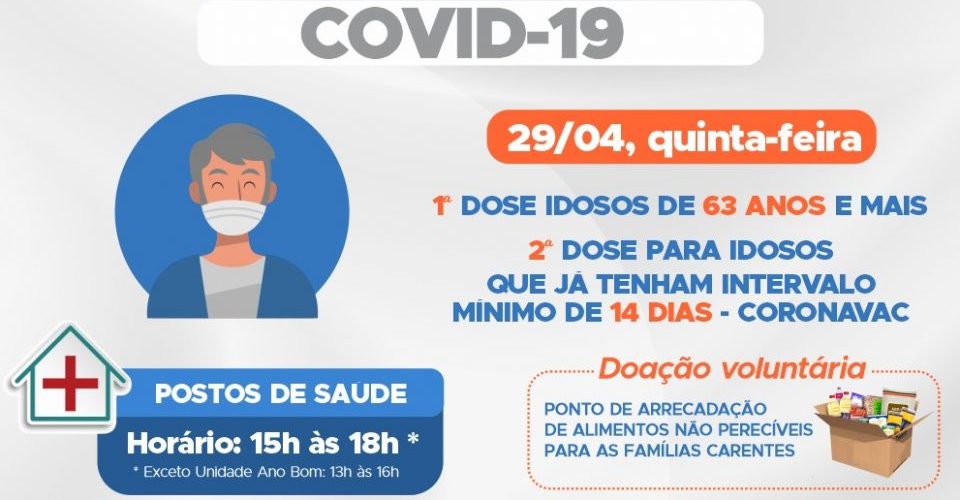 COVID-19
29/04, quinta-feira
1ª DOSE IDOSOS DE 63 ANOS E MAIS
2ª DOSE PARA IDOSOS
QUE JÁ TENHAM INTERVALO
MÍNIMO DE 14 DIAS - CORONAVAC
POSTOS DE SAÚDE
Horário: 15h às 18h *
* Exceto Unidade Ano Bom: 13h às 16h
Doação voluntária
PONTO DE ARRECADAÇÃO
DE ALIMENTOS NÃO PERECÍVEIS
PARA AS FAMÍLIAS CARENTES